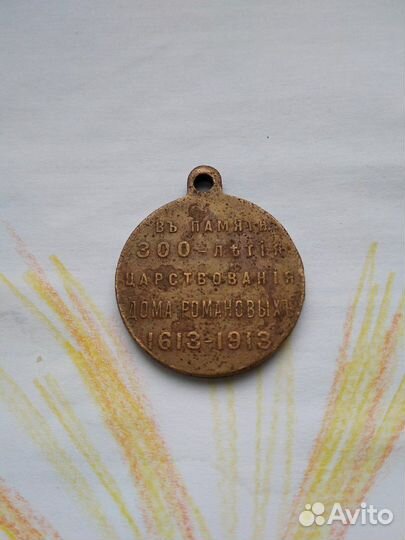 ВЪ ПАМЯТЬ
300-ЛѢТІЯ
ЦАРСТВОВАНІЯ
ДОМА РОМАНОВЫХЪ
1613-1913
Avito